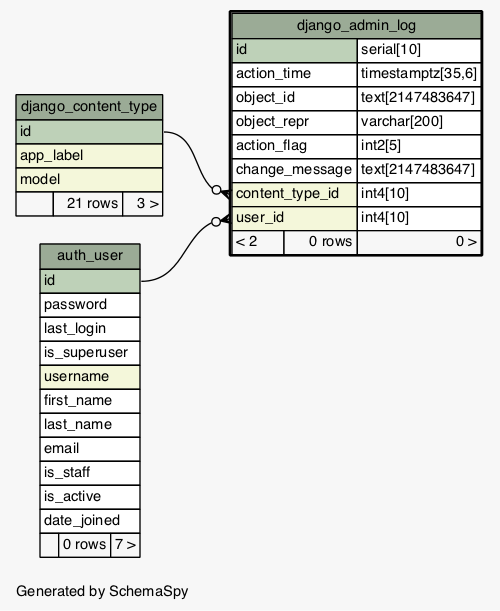 django_admin_log
id serial[10]
action_time timestamptz[35,6]
object_id text[2147483647]
object_repr varchar[200]
action_flag int2[5]
change_message text[2147483647]
content_type_id int4[10]
user_id int4[10]
< 2 0 rows 0 >
django_content_type
id
app_label
model
21 rows 3 >
auth_user
id
password
last_login
is_superuser
username
first_name
last_name
email
is_staff
is_active
date_joined
0 rows 7 >
Generated by SchemaSpy